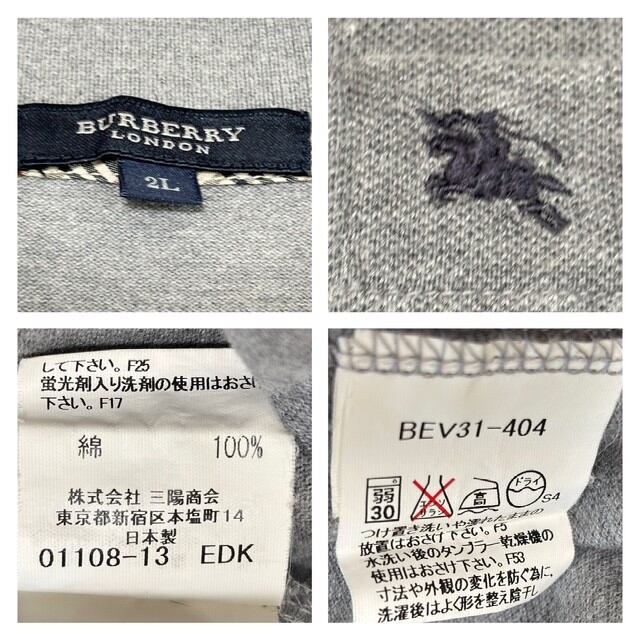 BURBERRY
LONDON
2L
して下さい。F25
蛍光剤入り洗剤の使用はおさけ
下さい。F17
綿 100%
株式会社 三陽商会
東京都新宿区本塩町14
日本製
01108-13 EDK
BEV31-404
弱
30
エンソ
サラシ
高
ドライ
S4
つけ置き洗いや濡れたままの
放置はおさけ下さい。F5
水洗い後のタンブラー乾燥機の
使用はおさけ下さい。F53
寸法や外観の変化を防ぐ為に、
洗濯後はよく形を整え陰干し